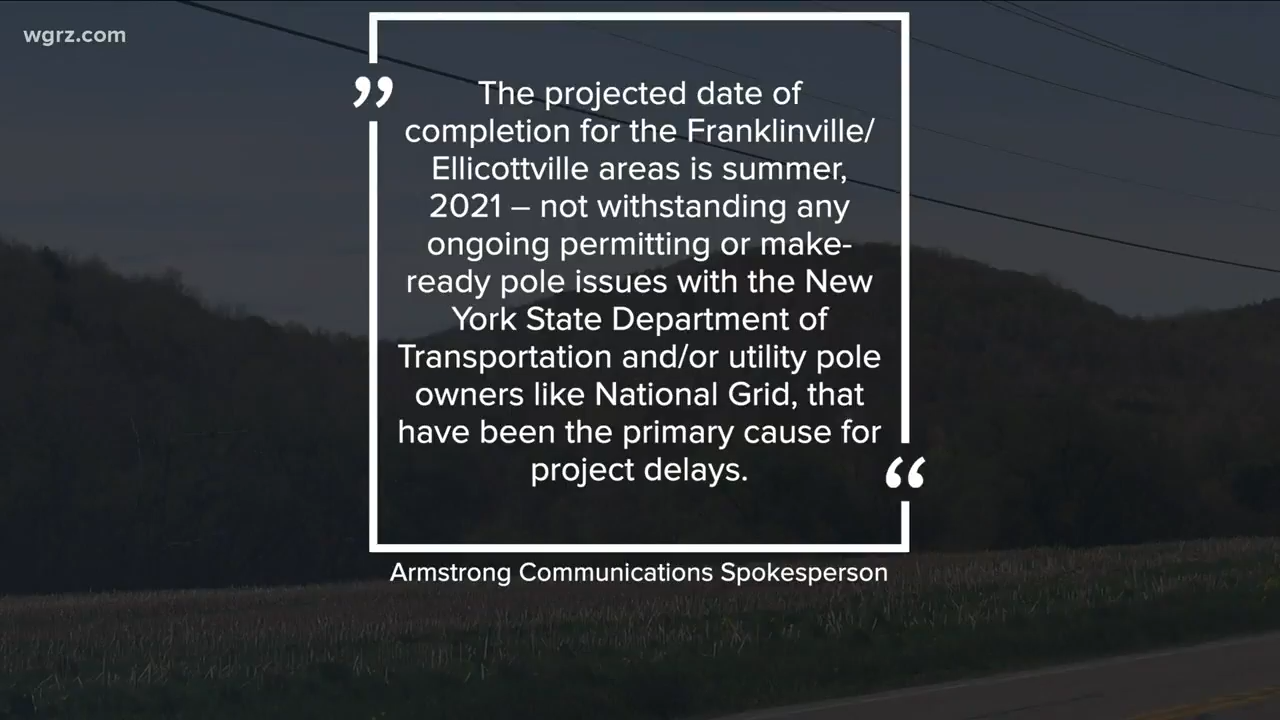 wgrz.com
”
The projected date of
completion for the Franklinville/
Ellicottville areas is summer,
2021 – not withstanding any
ongoing permitting or make-
ready pole issues with the New
York State Department of
Transportation and/or utility pole
owners like National Grid, that
have been the primary cause for
project delays.
“
Armstrong Communications Spokesperson